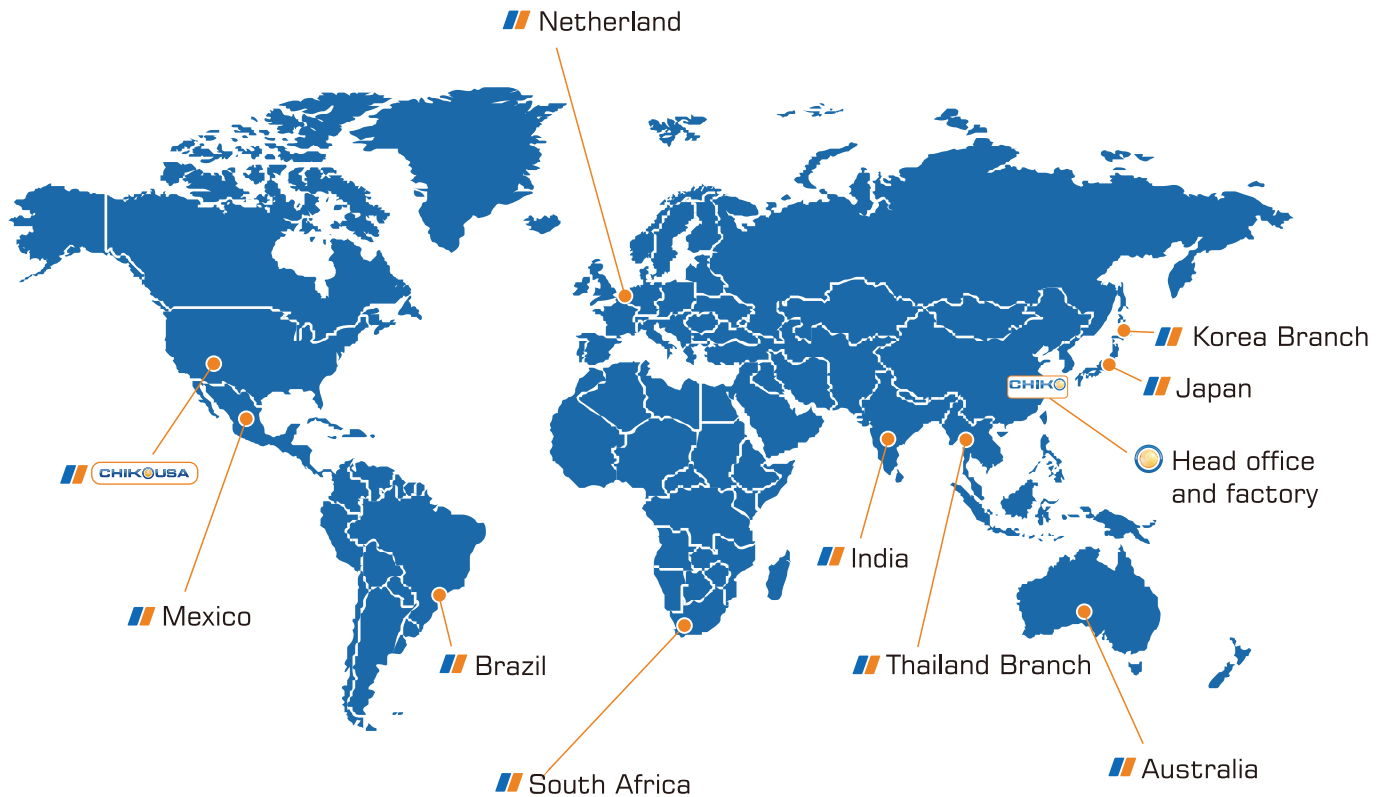 Netherland
Korea Branch
Japan
CHIKO
Head office
and factory
CHIKO USA
India
Mexico
Brazil
Thailand Branch
South Africa
Australia